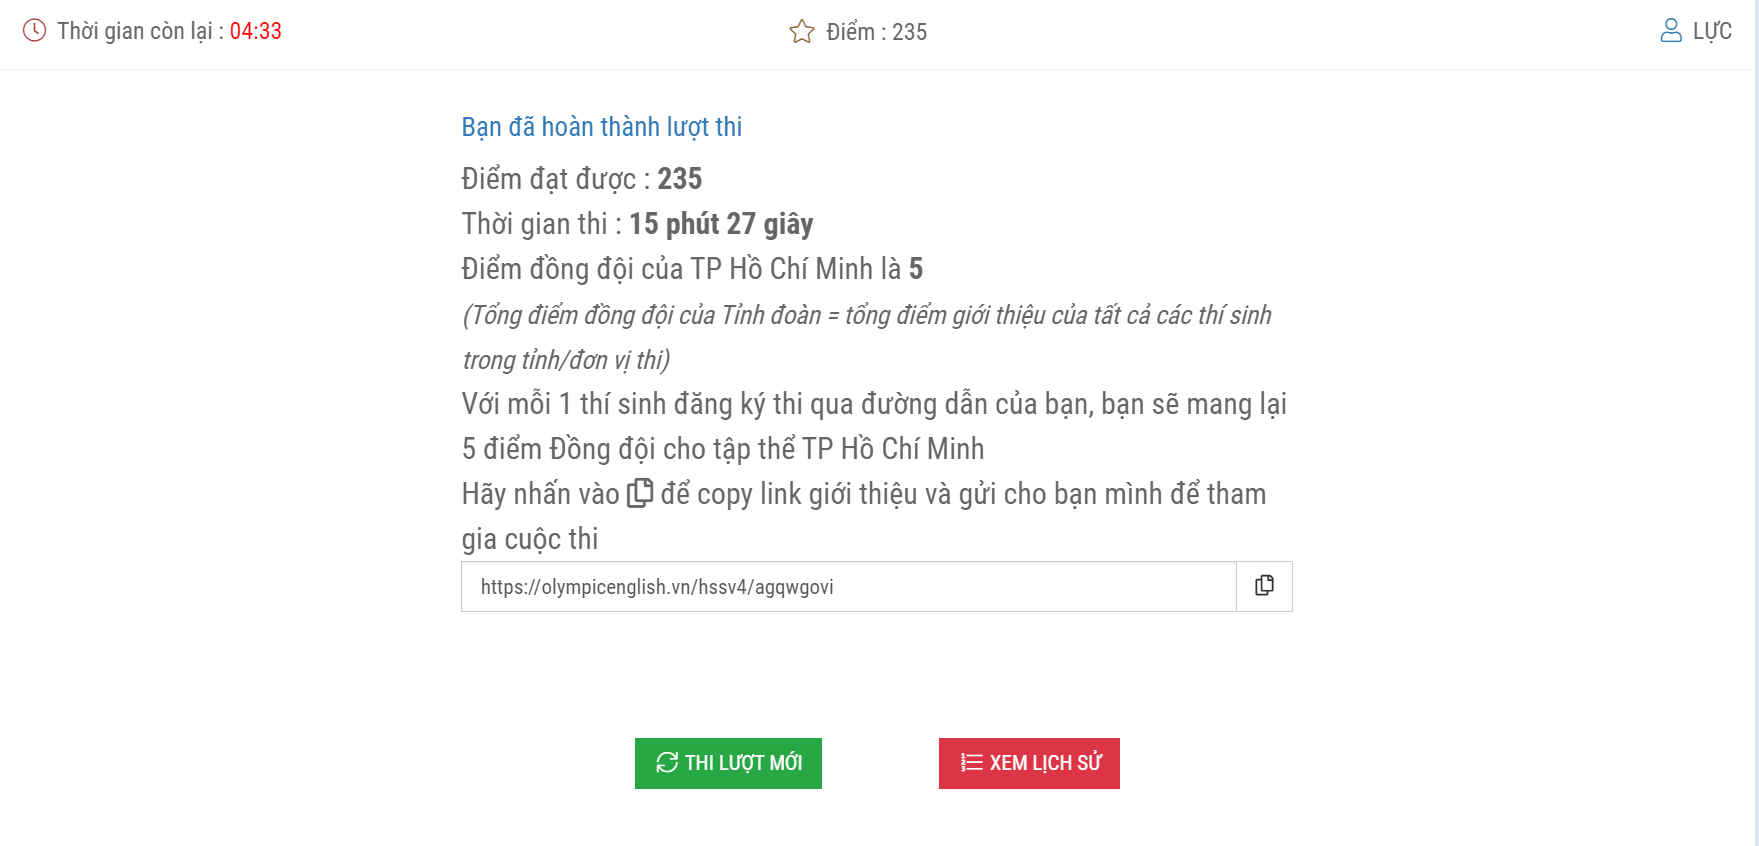 Thời gian còn lại : 04:33
Điểm : 235
LỰC
Bạn đã hoàn thành lượt thi
Điểm đạt được : 235
Thời gian thi : 15 phút 27 giây
Điểm đồng đội của TP Hồ Chí Minh là 5
(Tổng điểm đồng đội của Tỉnh đoàn = tổng điểm giới thiệu của tất cả các thí sinh
trong tỉnh/đơn vị thi)
Với mỗi 1 thí sinh đăng ký thi qua đường dẫn của bạn, bạn sẽ mang lại
5 điểm Đồng đội cho tập thể TP Hồ Chí Minh
Hãy nhấn vào để copy link giới thiệu và gửi cho bạn mình để tham
gia cuộc thi
https://olympicenglish.vn/hssv4/agqwgovi
THI LƯỢT MỚI
XEM LỊCH SỬ